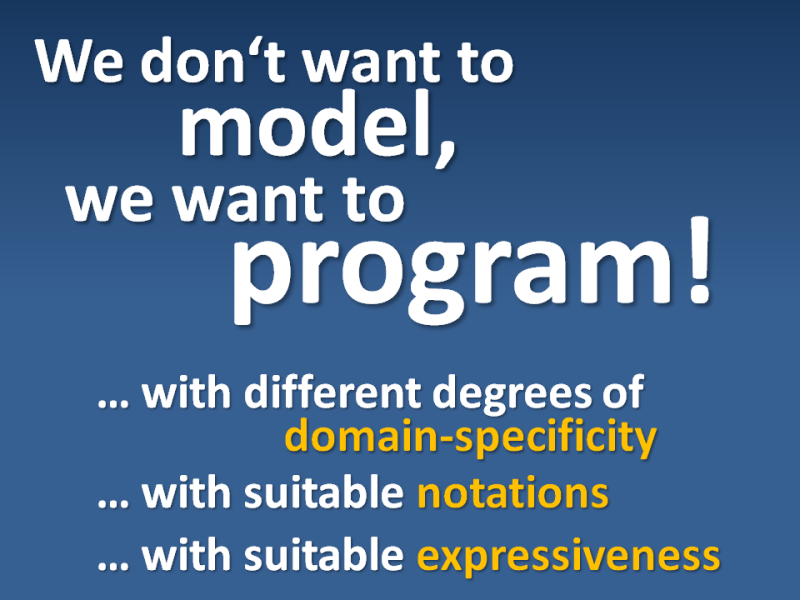 We don‘t want to
model,
we want to
program!
… with different degrees of
domain-specificity
… with suitable notations
… with suitable expressiveness